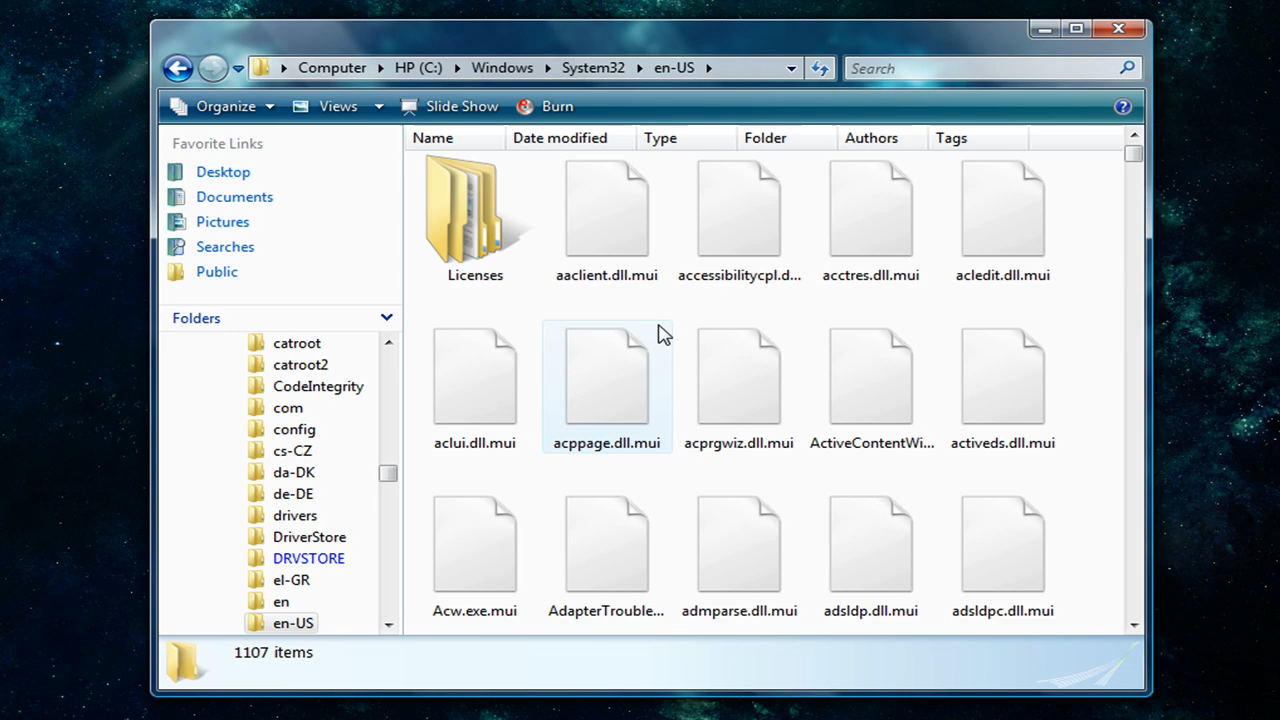 Computer HP (C:) Windows System32 en-US
Search
Organize Views Slide Show Burn
Favorite Links
Desktop
Documents
Pictures
Searches
Public
Folders
catroot
catroot2
CodeIntegrity
com
config
cs-CZ
da-DK
de-DE
drivers
DriverStore
DRVSTORE
el-GR
en
en-US
Name Date modified Type Folder Authors Tags
Licenses aaclient.dll.mui accessibilitycpl.d... acctres.dll.mui acledit.dll.mui
aclui.dll.mui acppage.dll.mui acprgwiz.dll.mui ActiveContentWi... activeds.dll.mui
Acw.exe.mui AdapterTrouble... admparse.dll.mui adsldp.dll.mui adsldpc.dll.mui
1107 items